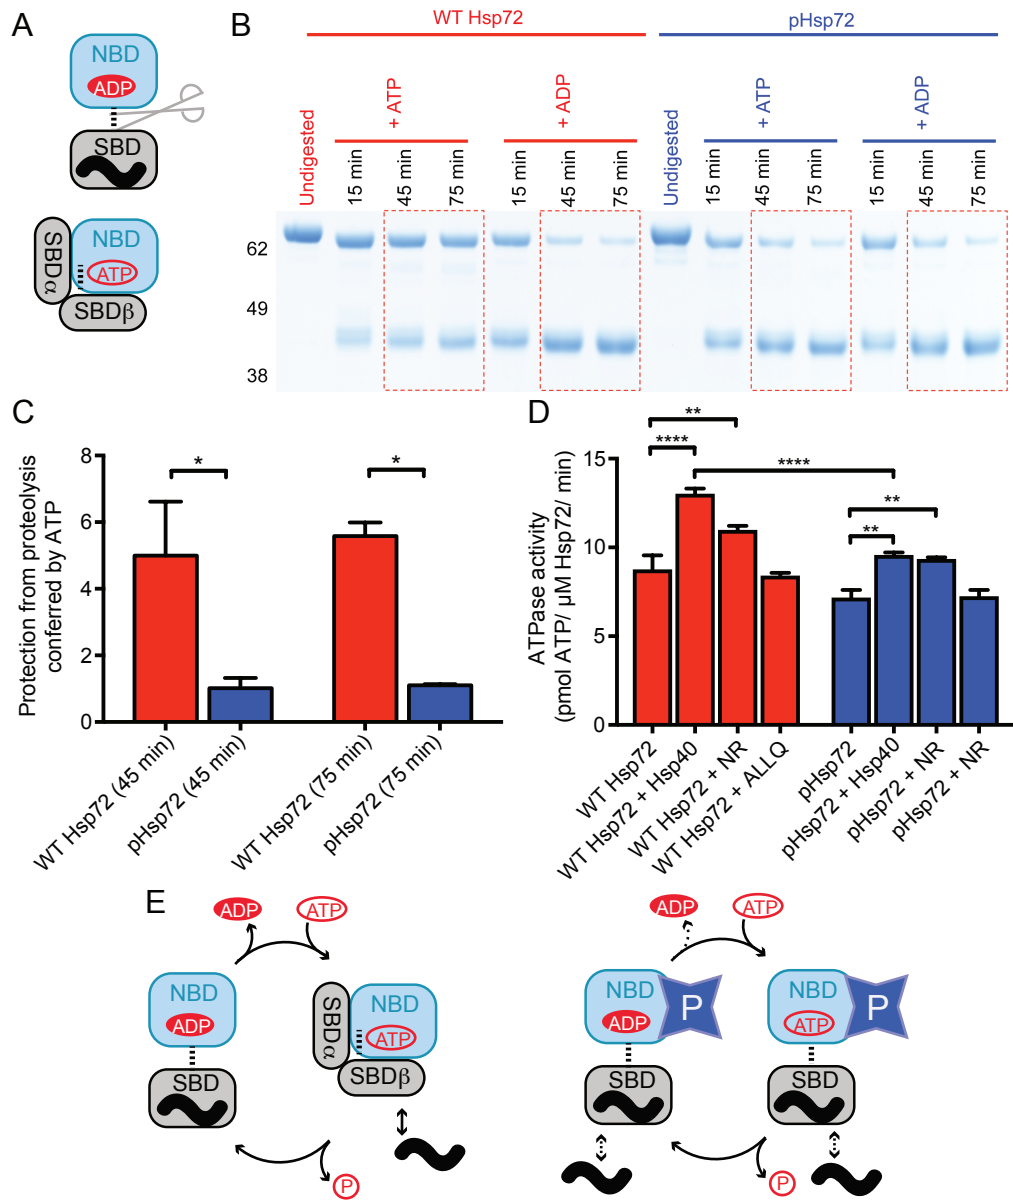 A
NBD
ADP
SBD
SBDα
NBD
ATP
SBDβ
B
WT Hsp72
pHsp72
Undigested
+ ATP
+ ADP
15 min
45 min
75 min
15 min
45 min
75 min
Undigested
+ ATP
+ ADP
15 min
45 min
75 min
15 min
45 min
75 min
62
49
38
C
Protection from proteolysis
conferred by ATP
8
6
4
2
0
*
*
WT Hsp72 (45 min)
pHsp72 (45 min)
WT Hsp72 (75 min)
pHsp72 (75 min)
D
ATPase activity
(pmol ATP/ μM Hsp72/ min)
15
10
5
0
**
****
****
**
**
WT Hsp72
WT Hsp72 + Hsp40
WT Hsp72 + NR
WT Hsp72 + ALLQ
pHsp72
pHsp72 + Hsp40
pHsp72 + NR
pHsp72 + NR
E
ADP
ATP
NBD
ADP
SBD
SBDα
NBD
ATP
SBDβ
P
ADP
ATP
NBD
ADP
P
SBD
NBD
ATP
P
SBD
P